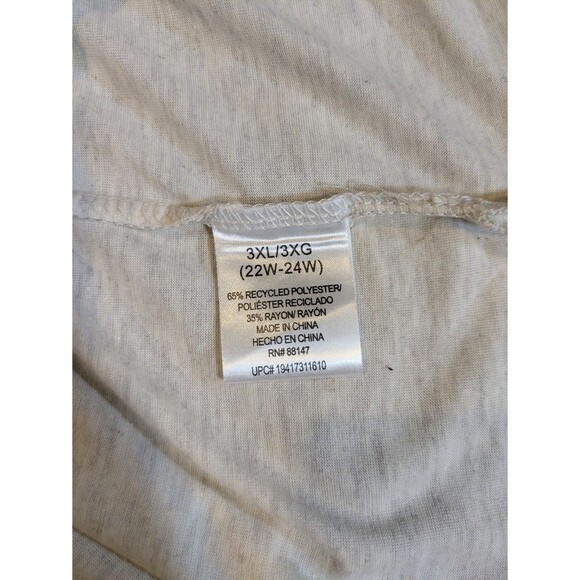 3XL/3XG
(22W-24W)
65% RECYCLED POLYESTER/
POLIÉSTER RECICLADO
35% RAYON/ RAYÓN
MADE IN CHINA
HECHO EN CHINA
RN# 88147
UPC# 19417311610